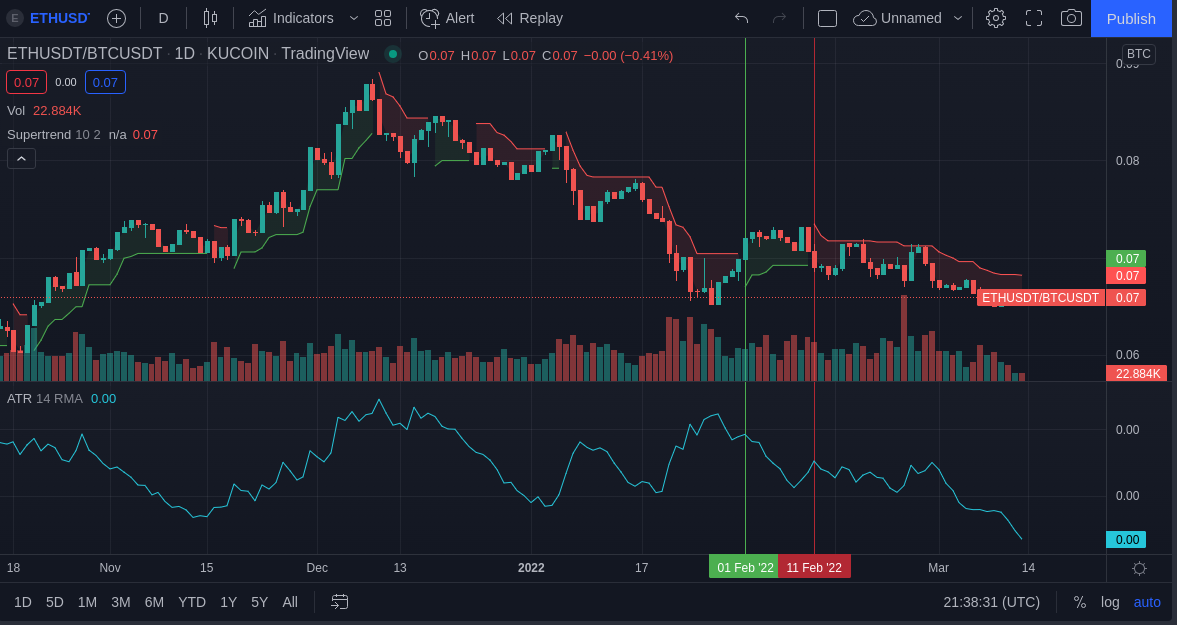 E ETHUSDT D Indicators Alert Replay Unnamed Publish
ETHUSDT/BTCUSDT · 1D · KUCOIN · TradingView O0.07 H0.07 L0.07 C0.07 −0.00 (−0.41%) BTC
0.07 0.00 0.07
Vol 22.884K
Supertrend 10 2 n/a 0.07
0.08
0.07
0.07
ETHUSDT/BTCUSDT 0.07
0.06
22.884K
ATR 14 RMA 0.00
0.00
0.00
0.00
18 Nov 15 Dec 13 2022 17 01 Feb '22 11 Feb '22 Mar 14
1D 5D 1M 3M 6M YTD 1Y 5Y All 21:38:31 (UTC) % log auto